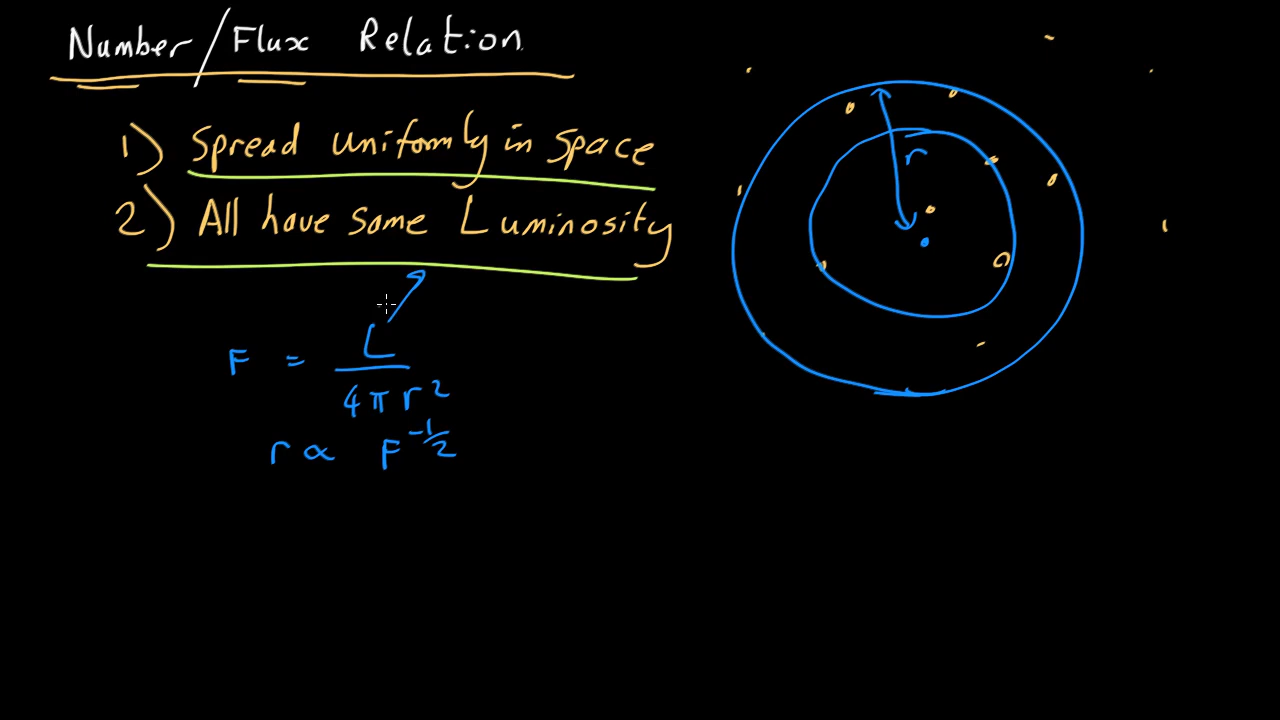 Number/Flux Relation
1) Spread uniformly in space
2) All have same Luminosity
r
F = L / 4πr²
r ∝ F^-1/2